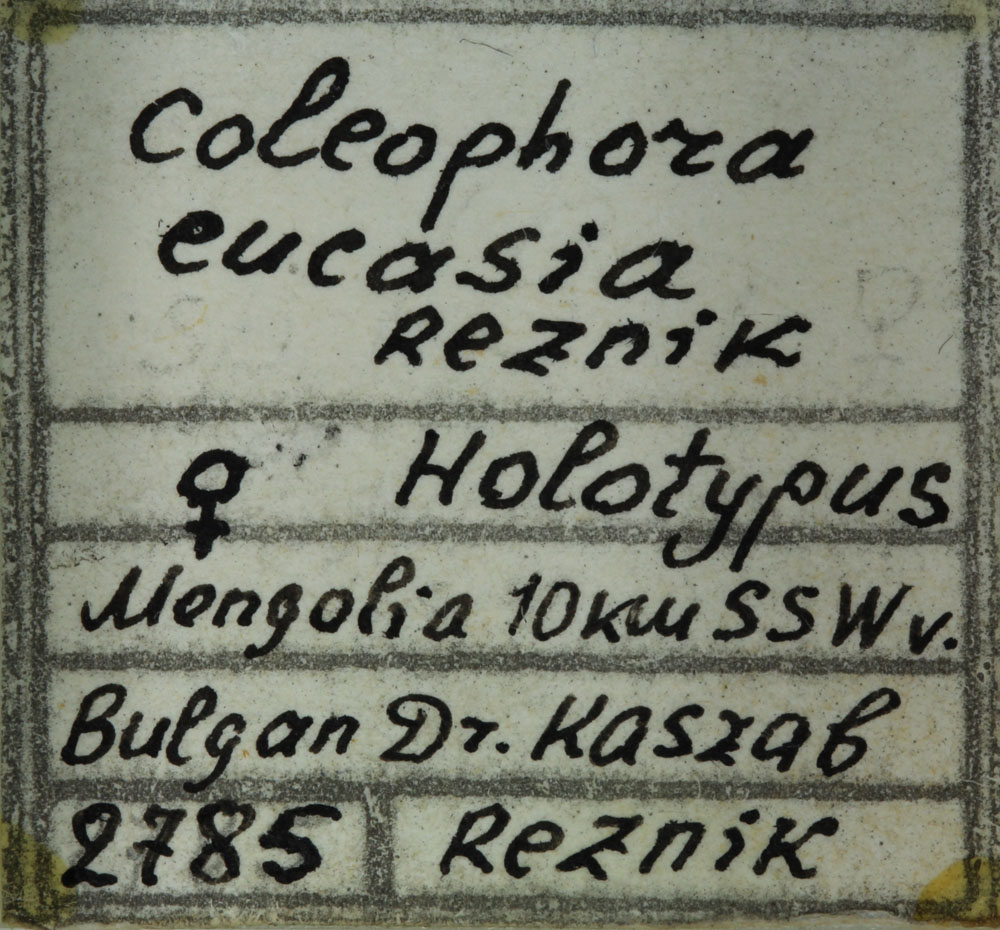 Coleophora
eucasia
Reznik
♀ Holotypus
Mongolia 10km SSW v.
Bulgan Dr. Kaszab
2785 Reznik